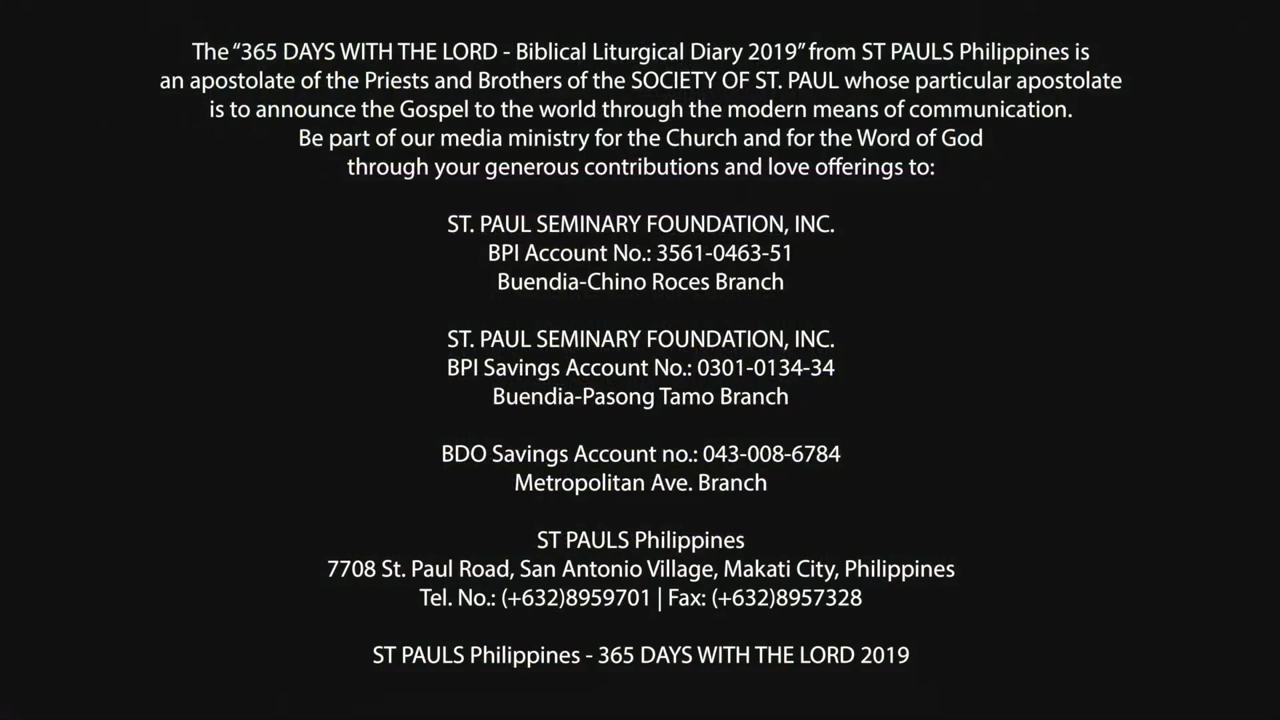 The “365 DAYS WITH THE LORD - Biblical Liturgical Diary 2019” from ST PAULS Philippines is
an apostolate of the Priests and Brothers of the SOCIETY OF ST. PAUL whose particular apostolate
is to announce the Gospel to the world through the modern means of communication.
Be part of our media ministry for the Church and for the Word of God
through your generous contributions and love offerings to:
ST. PAUL SEMINARY FOUNDATION, INC.
BPI Account No.: 3561-0463-51
Buendia-Chino Roces Branch
ST. PAUL SEMINARY FOUNDATION, INC.
BPI Savings Account No.: 0301-0134-34
Buendia-Pasong Tamo Branch
BDO Savings Account no.: 043-008-6784
Metropolitan Ave. Branch
ST PAULS Philippines
7708 St. Paul Road, San Antonio Village, Makati City, Philippines
Tel. No.: (+632)8959701 | Fax: (+632)8957328
ST PAULS Philippines - 365 DAYS WITH THE LORD 2019